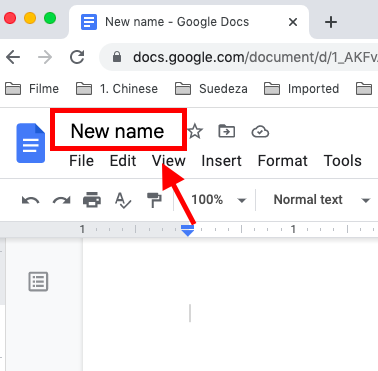 New name - Google Docs
docs.google.com/document/d/1_AKFv
Filme 1. Chinese Suedeza Imported
New name
File Edit View Insert Format Tools
100% Normal text
1 1